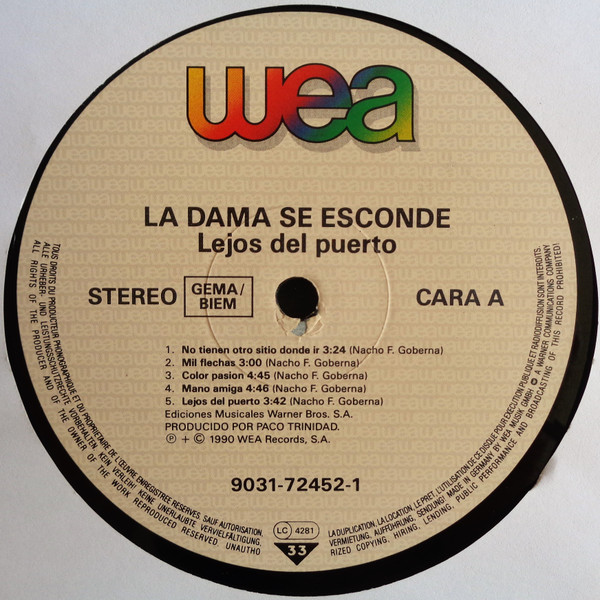 wea
LA DAMA SE ESCONDE
Lejos del puerto
STEREO
GEMA/
BIEM
CARA A
1. No tienen otro sitio donde ir 3:24 (Nacho F. Goberna)
2. Mil flechas 3:00 (Nacho F. Goberna)
3. Color pasion 4:45 (Nacho F. Goberna)
4. Mano amiga 4:46 (Nacho F. Goberna)
5. Lejos del puerto 3:42 (Nacho F. Goberna)
Ediciones Musicales Warner Bros. S.A.
PRODUCIDO POR PACO TRINIDAD.
Ⓟ + © 1990 WEA Records, S.A.
9031-72452-1
LC 4281
33
TOUS DROITS DU PRODUCTEUR PHONOGRAPHIQUE ET DU PROPRIETAIRE DE L'ŒUVRE ENREGISTREE RESERVES. SAUF AUTORISATION,
LA DUPLICATION, LA LOCATION, LE PRET, L'UTILISATION DE CE DISQUE POUR EXECUTION PUBLIQUE ET RADIODIFFUSION SONT INTERDITS.
ALLE URHEBER- UND LEISTUNGSSCHUTZRECHTE VORBEHALTEN. KEIN VERLEIH! KEINE UNERLAUBTE VERVIELFÄLTIGUNG,
VERMIETUNG, AUFFÜHRUNG, SENDUNG! MADE IN GERMANY BY WEA MUSIK GMBH. A WARNER COMMUNICATIONS COMPANY
ALL RIGHTS OF THE PRODUCER AND OF THE OWNER OF THE WORK REPRODUCED RESERVED. UNAUTHO
RIZED COPYING, HIRING, LENDING, PUBLIC PERFORMANCE AND BROADCASTING OF THIS RECORD PROHIBITED!